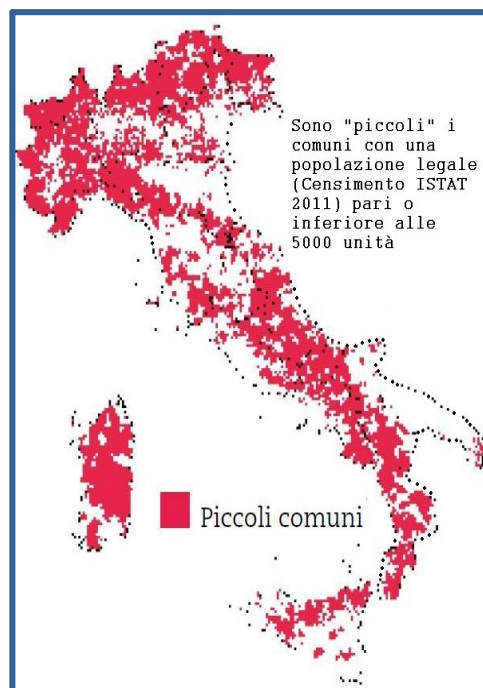 Sono "piccoli" i
comuni con una
popolazione legale
(Censimento ISTAT
2011) pari o
inferiore alle
5000 unità
Piccoli comuni